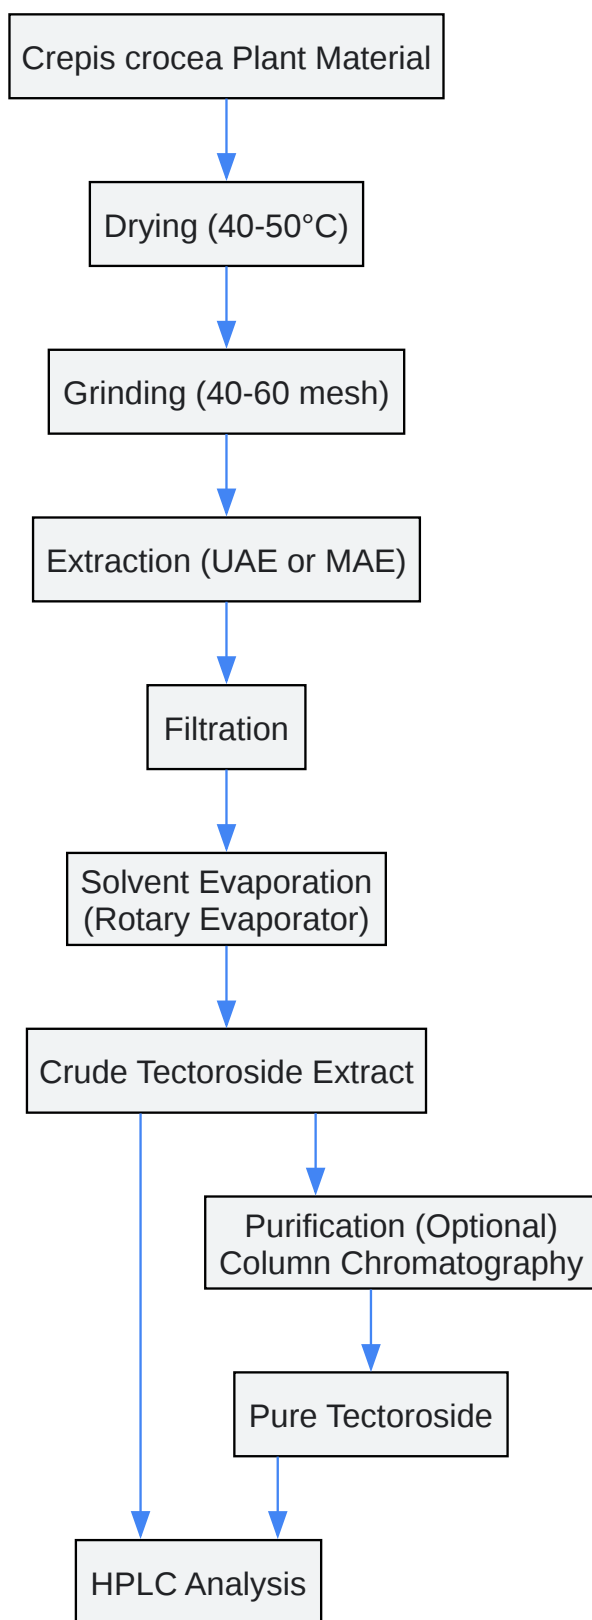 Crepis crocea Plant Material
Drying (40-50°C)
Grinding (40-60 mesh)
Extraction (UAE or MAE)
Filtration
Solvent Evaporation
(Rotary Evaporator)
Crude Tectoroside Extract
Purification (Optional)
Column Chromatography
Pure Tectoroside
HPLC Analysis